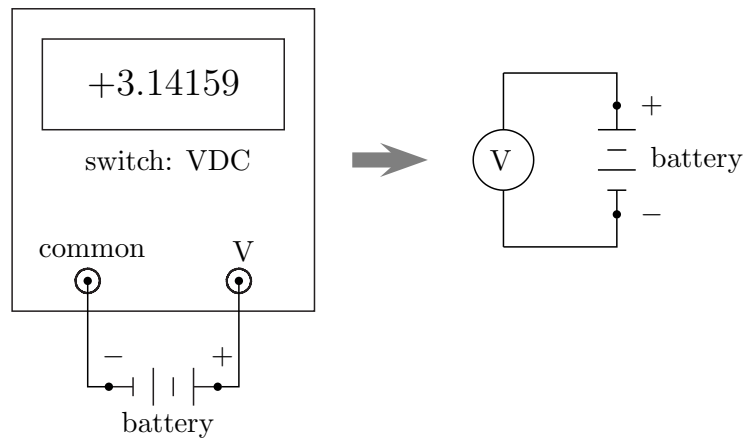 +3.14159
switch: VDC
common
V
− +
battery
V
+
battery
−